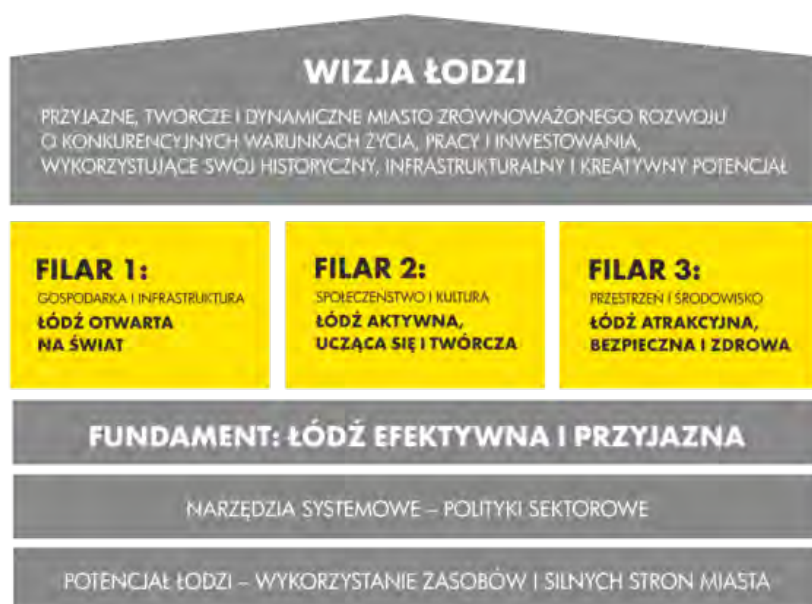 WIZJA ŁODZI
PRZYJAZNE, TWÓRCZE I DYNAMICZNE MIASTO ZRÓWNOWAŻONEGO ROZWOJU
O KONKURENCYJNYCH WARUNKACH ŻYCIA, PRACY I INWESTOWANIA,
WYKORZYSTUJĄCE SWÓJ HISTORYCZNY, INFRASTRUKTURALNY I KREATYWNY POTENCJAŁ
FILAR 1:
GOSPODARKA I INFRASTRUKTURA
ŁÓDŹ OTWARTA
NA ŚWIAT
FILAR 2:
SPOŁECZEŃSTWO I KULTURA
ŁÓDŹ AKTYWNA,
UCZĄCA SIĘ I TWÓRCZA
FILAR 3:
PRZESTRZEŃ I ŚRODOWISKO
ŁÓDŹ ATRAKCYJNA,
BEZPIECZNA I ZDROWA
FUNDAMENT: ŁÓDŹ EFEKTYWNA I PRZYJAZNA
NARZĘDZIA SYSTEMOWE – POLITYKI SEKTOROWE
POTENCJAŁ ŁODZI – WYKORZYSTANIE ZASOBÓW I SILNYCH STRON MIASTA